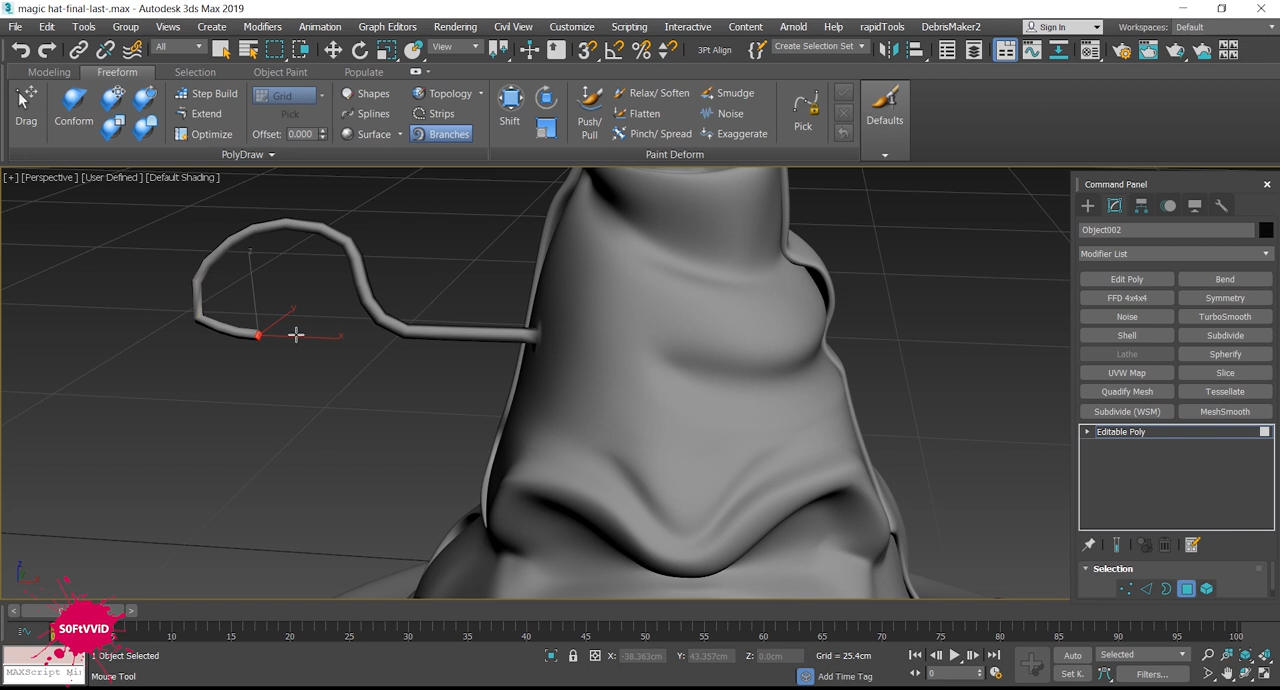 magic hat-final-last-.max - Autodesk 3ds Max 2019
File Edit Tools Group Views Create Modifiers Animation Graph Editors Rendering Civil View Customize Scripting Interactive Content Arnold Help rapidTools DebrisMaker2 Sign In Workspaces: Default
All View 3Pt Align Create Selection Set
Modeling Freeform Selection Object Paint Populate
Drag Conform Step Build Extend Optimize Grid Pick Offset: 0.000 Shapes Splines Surface Topology Strips Branches Shift Push/ Pull Relax/ Soften Flatten Pinch/ Spread Smudge Noise Exaggerate Pick Defaults
PolyDraw Paint Deform
[+] [Perspective ] [User Defined ] [Default Shading ]
Command Panel
Object002
Modifier List
Edit Poly Bend
FFD 4x4x4 Symmetry
Noise TurboSmooth
Shell Subdivide
Lathe Spherify
UVW Map Slice
Quadify Mesh Tessellate
Subdivide (WSM) MeshSmooth
Editable Poly
Selection
z
y
x
S0FtVViD
10 15 20 25 30 35 40 45 50 55 60 65 70 75 80 85 90 95 100
1 Object Selected X: -38.363cm Y: 43.357cm Z: 0.0cm Grid = 25.4cm Auto Selected
MAXScript Mi Mouse Tool Add Time Tag 0 Set K. Filters...